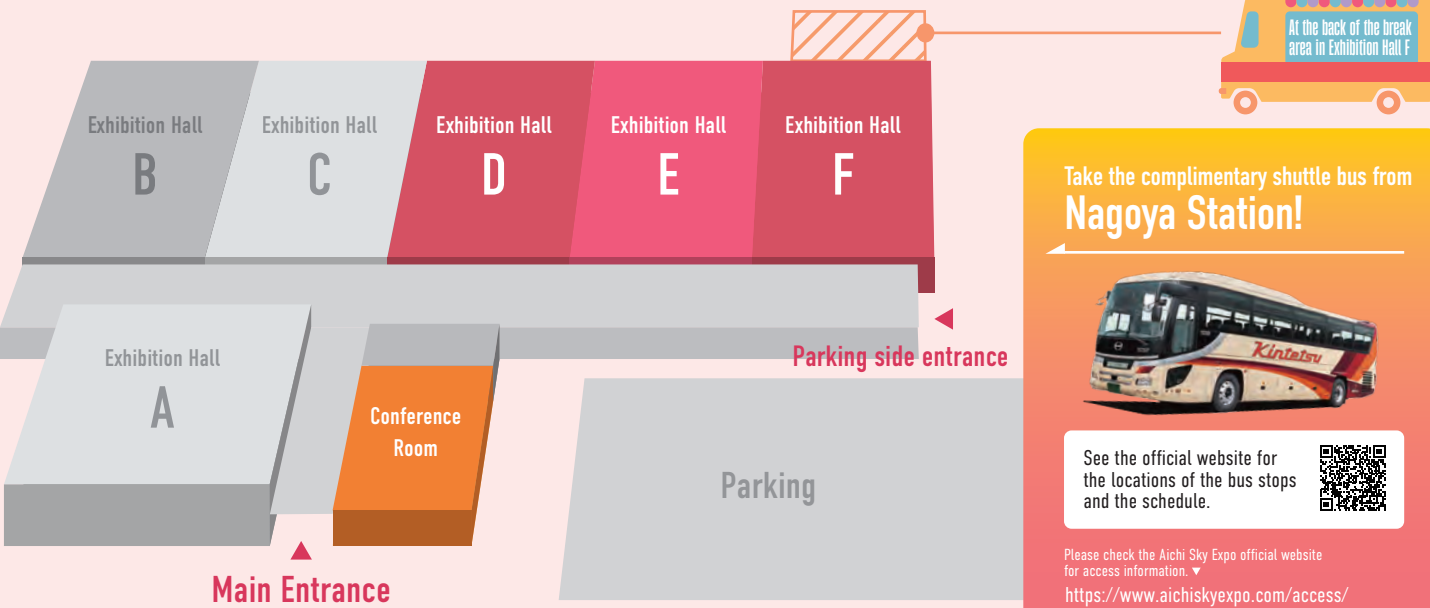 At the back of the break
area in Exhibition Hall F
Exhibition Hall
B
Exhibition Hall
C
Exhibition Hall
D
Exhibition Hall
E
Exhibition Hall
F
Parking side entrance
Exhibition Hall
A
Conference
Room
Parking
Main Entrance
Take the complimentary shuttle bus from
Nagoya Station!
Kintetsu
See the official website for
the locations of the bus stops
and the schedule.
Please check the Aichi Sky Expo official website
for access information. ▼
https://www.aichiskyexpo.com/access/